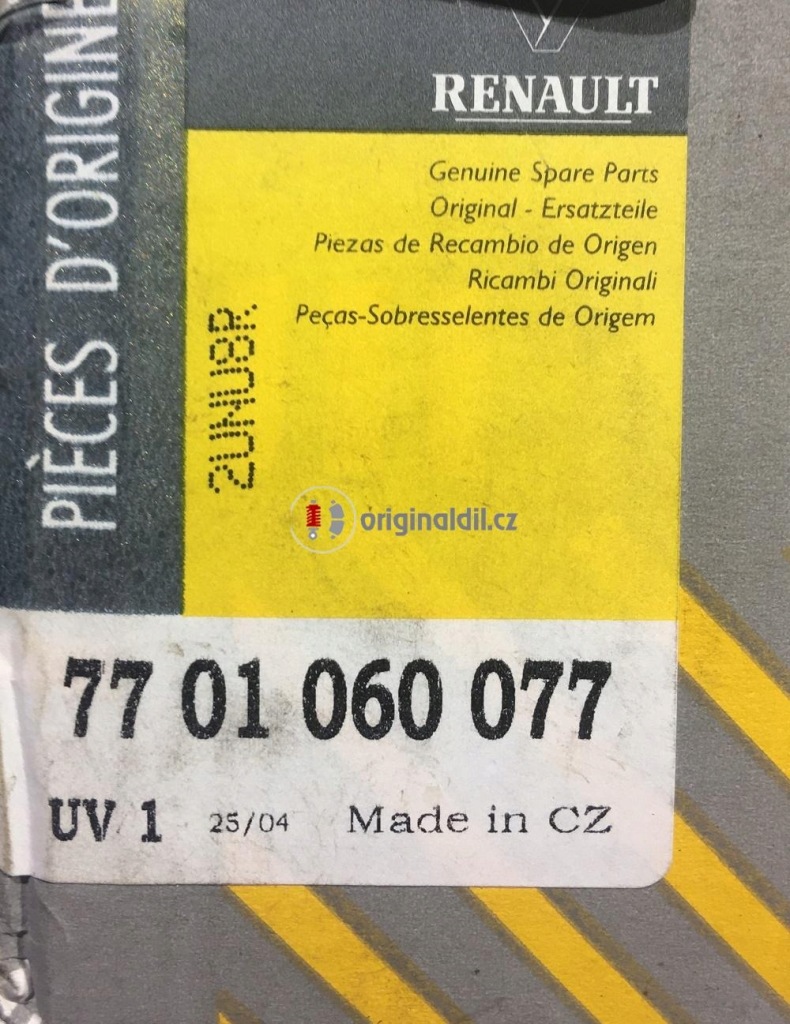 PIÈCES D'ORIGINE
RENAULT
Genuine Spare Parts
Original - Ersatzteile
Piezas de Recambio de Origen
Ricambi Originali
Peças-Sobresselentes de Origem
2UNU8R
originaldil.cz
77 01 060 077
UV 1 25/04 Made in CZ